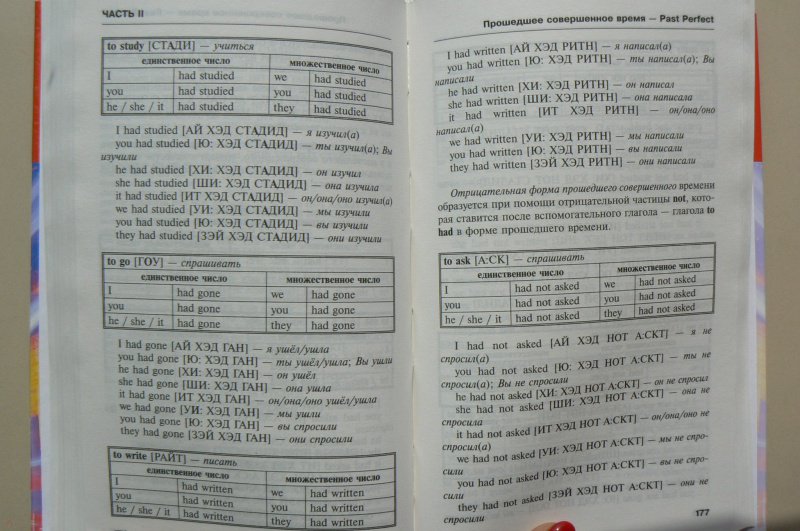 ЧАСТЬ II
to study [СТАДИ] — учиться
единственное число множественное число
I had studied we had studied
you had studied you had studied
he / she / it had studied they had studied
I had studied [АЙ ХЭД СТАДИД] — я изучил(а)
you had studied [Ю: ХЭД СТАДИД] — ты изучил(а); Вы
изучили
he had studied [ХИ: ХЭД СТАДИД] — он изучил
she had studied [ШИ: ХЭД СТАДИД] — она изучила
it had studied [ИТ ХЭД СТАДИД] — он/она/оно изучил(а)
we had studied [УИ: ХЭД СТАДИД] — мы изучили
you had studied [Ю: ХЭД СТАДИД] — вы изучили
they had studied [ЗЭЙ ХЭД СТАДИД] — они изучили
to go [ГОУ] — спрашивать
единственное число множественное число
I had gone we had gone
you had gone you had gone
he / she / it had gone they had gone
I had gone [АЙ ХЭД ГАН] — я ушёл/ушла
you had gone [Ю: ХЭД ГАН] — ты ушёл/ушла; Вы ушли
he had gone [ХИ: ХЭД ГАН] — он ушёл
she had gone [ШИ: ХЭД ГАН] — она ушла
it had gone [ИТ ХЭД ГАН] — он/она/оно ушёл/ушла
we had gone [УИ: ХЭД ГАН] — мы ушли
you had gone [Ю: ХЭД ГАН] — вы спросили
they had gone [ЗЭЙ ХЭД ГАН] — они спросили
to write [РАЙТ] — писать
единственное число множественное число
I had written we had written
you had written you had written
he / she / it had written they had written
Прошедшее совершенное время — Past Perfect
I had written [АЙ ХЭД РИТН] — я написал(а)
you had written [Ю: ХЭД РИТН] — ты написал(а); Вы
написали
he had written [ХИ: ХЭД РИТН] — он написал
she had written [ШИ: ХЭД РИТН] — она написала
it had written [ИТ ХЭД РИТН] — он/она/оно
написал(а)
we had written [УИ: ХЭД РИТН] — мы написали
you had written [Ю: ХЭД РИТН] — вы написали
they had written [ЗЭЙ ХЭД РИТН] — они написали
Отрицательная форма прошедшего совершенного времени
образуется при помощи отрицательной частицы not, кото-
рая ставится после вспомогательного глагола — глагола to
had в форме прошедшего времени.
to ask [А:СК] — спрашивать
единственное число множественное число
I had not asked we had not asked
you had not asked you had not asked
he / she / it had not asked they had not asked
I had not asked [АЙ ХЭД НОТ А:СКТ] — я не
спросил(а)
you had not asked [Ю: ХЭД НОТ А:СКТ] — ты не
спросил(а); Вы не спросили
he had not asked [ХИ: ХЭД НОТ А:СКТ] — он не спросил
she had not asked [ШИ: ХЭД НОТ А:СКТ] — она не
спросила
it had not asked [ИТ ХЭД НОТ А:СКТ] — он/она/оно не
спросил(а)
we had not asked [УИ: ХЭД НОТ А:СКТ] — мы не спро-
сили
you had not asked [Ю: ХЭД НОТ А:СКТ] — вы не спро-
сили
they had not asked [ЗЭЙ ХЭД НОТ А:СКТ] — они не
спросили
177